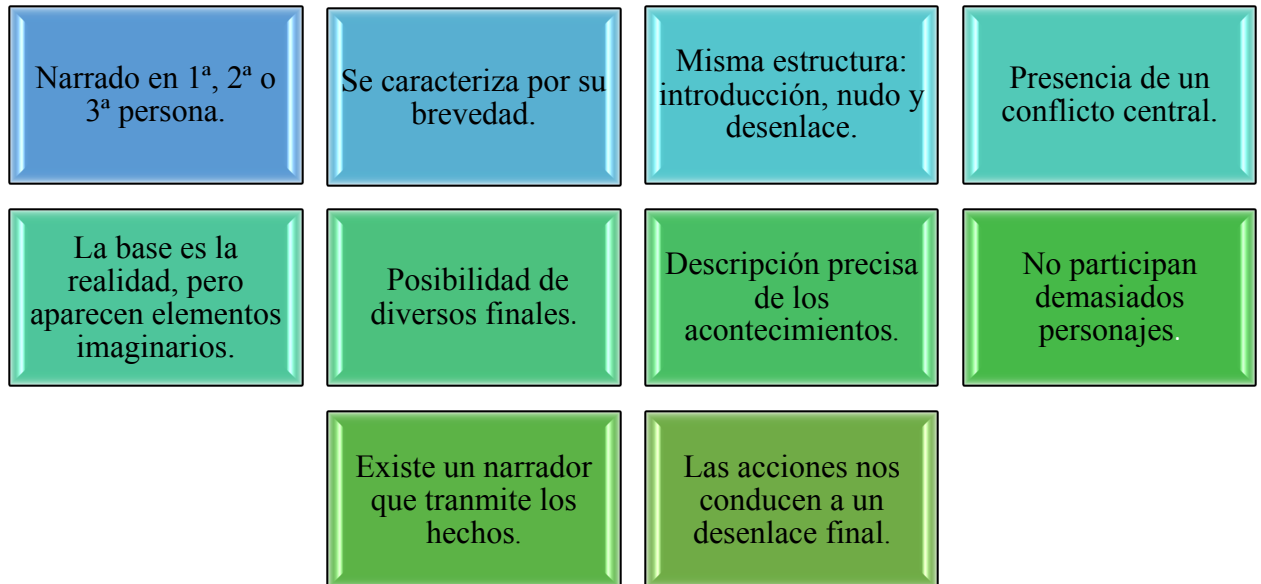 Narrado en 1ª, 2ª o
3ª persona.
Se caracteriza por su
brevedad.
Misma estructura:
introducción, nudo y
desenlace.
Presencia de un
conflicto central.
La base es la
realidad, pero
aparecen elementos
imaginarios.
Posibilidad de
diversos finales.
Descripción precisa
de los
acontecimientos.
No participan
demasiados
personajes.
Existe un narrador
que tranmite los
hechos.
Las acciones nos
conducen a un
desenlace final.